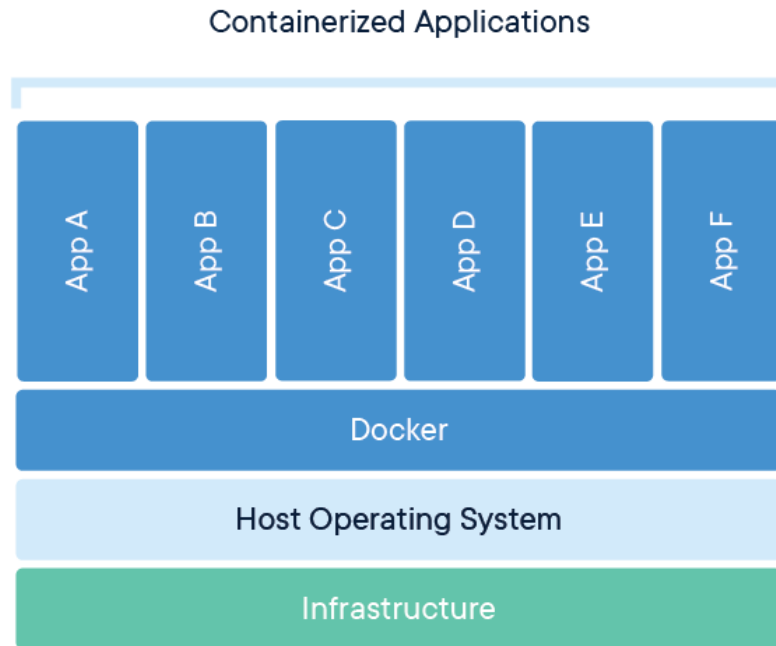 Containerized Applications
App A
App B
App C
App D
App E
App F
Docker
Host Operating System
Infrastructure